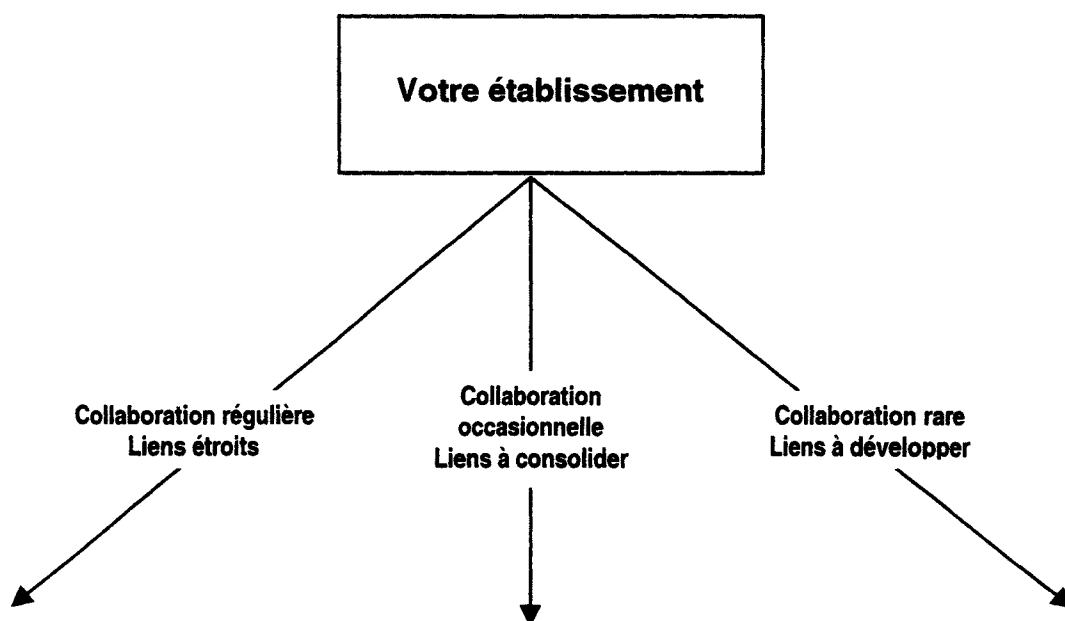 Votre établissement
Collaboration régulière
Liens étroits
Collaboration
occasionnelle
Liens à consolider
Collaboration rare
Liens à développer